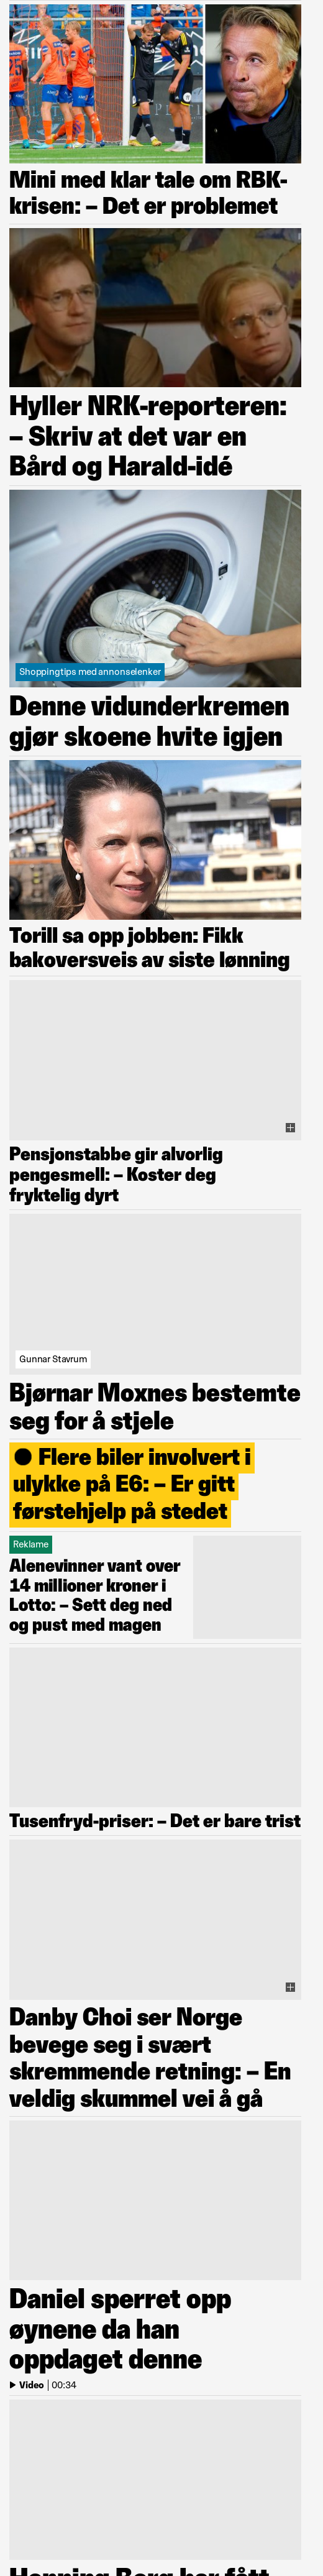 Mini med klar tale om RBK-
krisen: – Det er problemet
Hyller NRK-reporteren:
– Skriv at det var en
Bård og Harald-idé
Shoppingtips med annonselenker
Denne vidunderkremen
gjør skoene hvite igjen
Torill sa opp jobben: Fikk
bakoversveis av siste lønning
Pensjonstabbe gir alvorlig
pengesmell: – Koster deg
fryktelig dyrt
Gunnar Stavrum
Bjørnar Moxnes bestemte
seg for å stjele
Flere biler involvert i
ulykke på E6: – Er gitt
førstehjelp på stedet
Reklame
Alenevinner vant over
14 millioner kroner i
Lotto: – Sett deg ned
og pust med magen
Tusenfryd-priser: – Det er bare trist
Danby Choi ser Norge
bevege seg i svært
skremmende retning: – En
veldig skummel vei å gå
Daniel sperret opp
øynene da han
oppdaget denne
Video 00:34
Henning Berg har fått